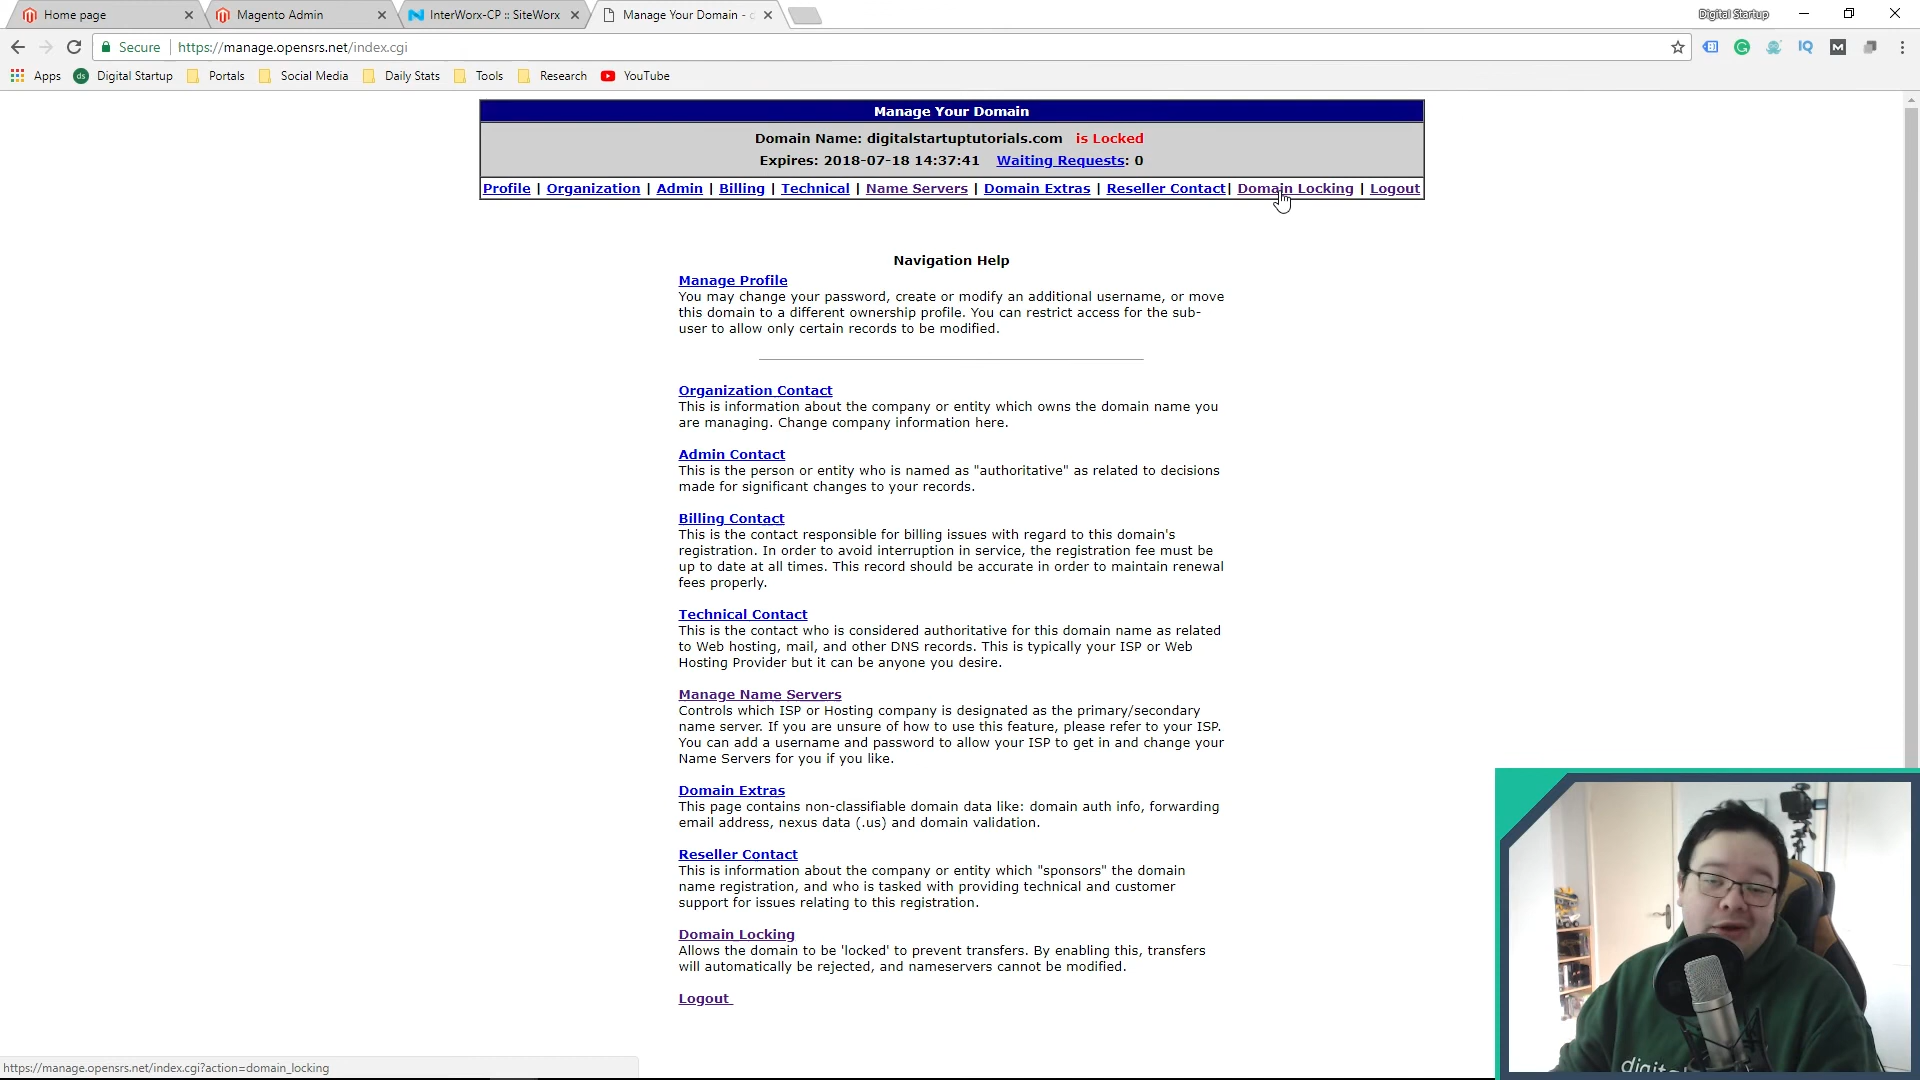 Home page
Magento Admin
InterWorx-CP :: SiteWorx
Manage Your Domain -
Digital Startup
Secure
https://manage.opensrs.net/index.cgi
Apps
Digital Startup
Portals
Social Media
Daily Stats
Tools
Research
YouTube
Manage Your Domain
Domain Name: digitalstartuptutorials.com is Locked
Expires: 2018-07-18 14:37:41 Waiting Requests: 0
Profile | Organization | Admin | Billing | Technical | Name Servers | Domain Extras | Reseller Contact| Domain Locking | Logout
Navigation Help
Manage Profile
You may change your password, create or modify an additional username, or move
this domain to a different ownership profile. You can restrict access for the sub-
user to allow only certain records to be modified.
Organization Contact
This is information about the company or entity which owns the domain name you
are managing. Change company information here.
Admin Contact
This is the person or entity who is named as "authoritative" as related to decisions
made for significant changes to your records.
Billing Contact
This is the contact responsible for billing issues with regard to this domain's
registration. In order to avoid interruption in service, the registration fee must be
up to date at all times. This record should be accurate in order to maintain renewal
fees properly.
Technical Contact
This is the contact who is considered authoritative for this domain name as related
to Web hosting, mail, and other DNS records. This is typically your ISP or Web
Hosting Provider but it can be anyone you desire.
Manage Name Servers
Controls which ISP or Hosting company is designated as the primary/secondary
name server. If you are unsure of how to use this feature, please refer to your ISP.
You can add a username and password to allow your ISP to get in and change your
Name Servers for you if you like.
Domain Extras
This page contains non-classifiable domain data like: domain auth info, forwarding
email address, nexus data (.us) and domain validation.
Reseller Contact
This is information about the company or entity which "sponsors" the domain
name registration, and who is tasked with providing technical and customer
support for issues relating to this registration.
Domain Locking
Allows the domain to be 'locked' to prevent transfers. By enabling this, transfers
will automatically be rejected, and nameservers cannot be modified.
Logout
https://manage.opensrs.net/index.cgi?action=domain_locking